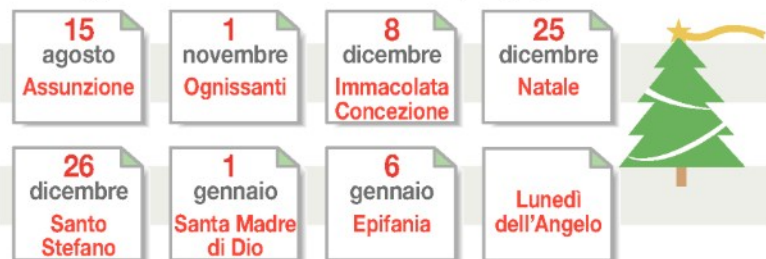 15
agosto
Assunzione
1
novembre
Ognissanti
8
dicembre
Immacolata
Concezione
25
dicembre
Natale
26
dicembre
Santo
Stefano
1
gennaio
Santa Madre
di Dio
6
gennaio
Epifania
Lunedì
dell'Angelo